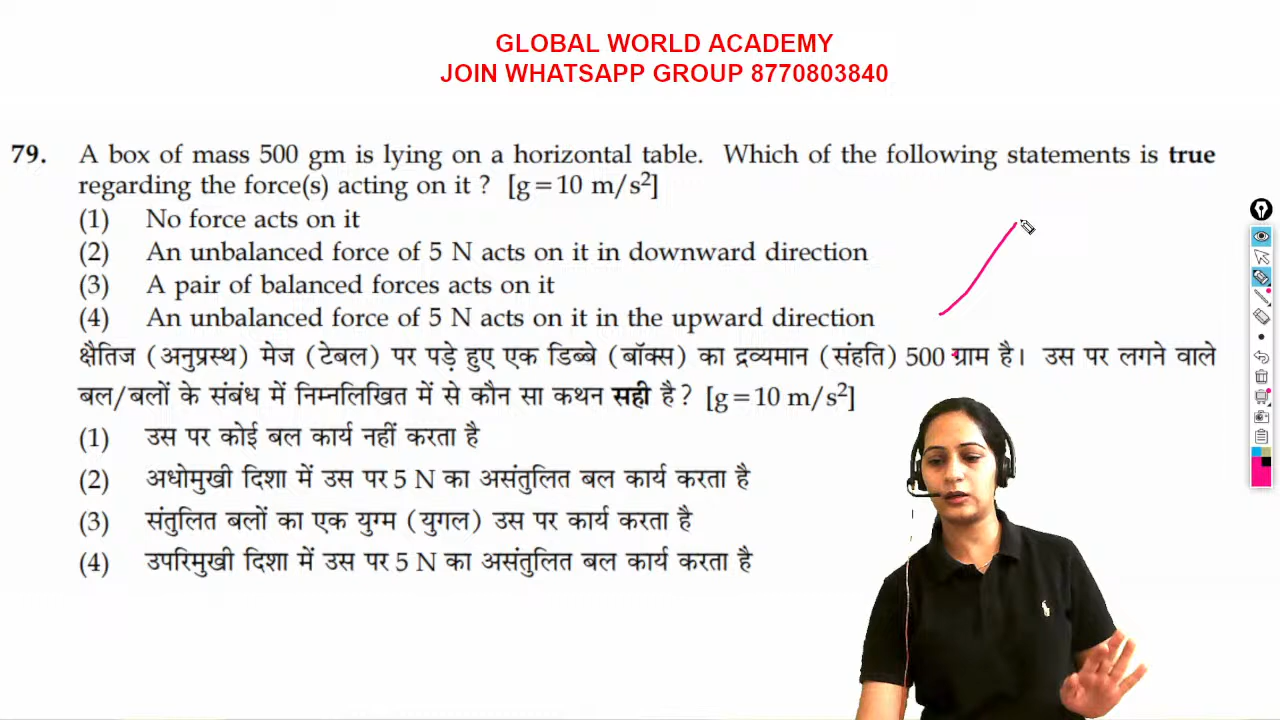 GLOBAL WORLD ACADEMY
JOIN WHATSAPP GROUP 8770803840
79. A box of mass 500 gm is lying on a horizontal table. Which of the following statements is true
regarding the force(s) acting on it ? [g=10 m/s²]
(1) No force acts on it
(2) An unbalanced force of 5 N acts on it in downward direction
(3) A pair of balanced forces acts on it
(4) An unbalanced force of 5 N acts on it in the upward direction
क्षैतिज (अनुप्रस्थ) मेज (टेबल) पर पड़े हुए एक डिब्बे (बॉक्स) का द्रव्यमान (संहति) 500 ग्राम है। उस पर लगने वाले
बल/बलों के संबंध में निम्नलिखित में से कौन सा कथन सही है? [g=10 m/s²]
(1) उस पर कोई बल कार्य नहीं करता है
(2) अधोमुखी दिशा में उस पर 5 N का असंतुलित बल कार्य करता है
(3) संतुलित बलों का एक युग्म (युगल) उस पर कार्य करता है
(4) उपरिमुखी दिशा में उस पर 5 N का असंतुलित बल कार्य करता है